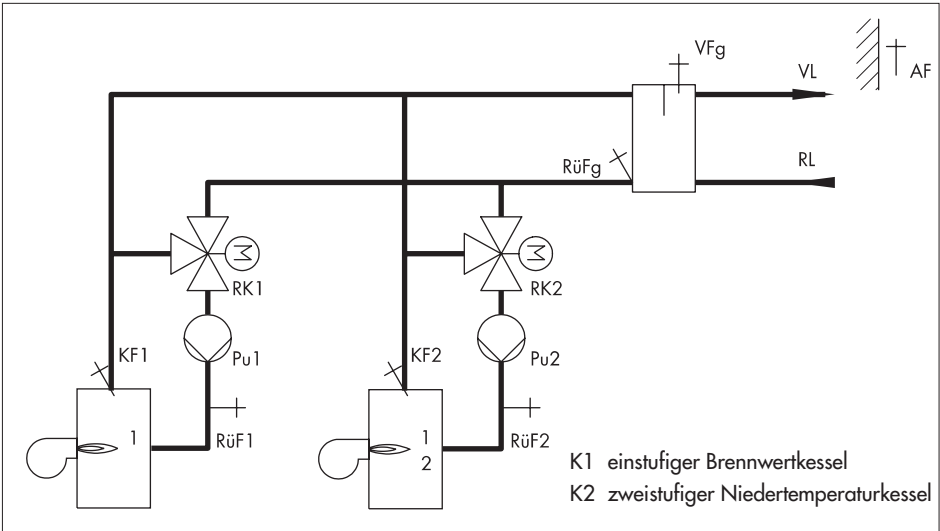 VFg
VL
AF
RüFg
RL
M
M
RK1
RK2
KF1
Pu1
KF2
Pu2
1
RüF1
1
2
RüF2
K1 einstufiger Brennwertkessel
K2 zweistufiger Niedertemperaturkessel